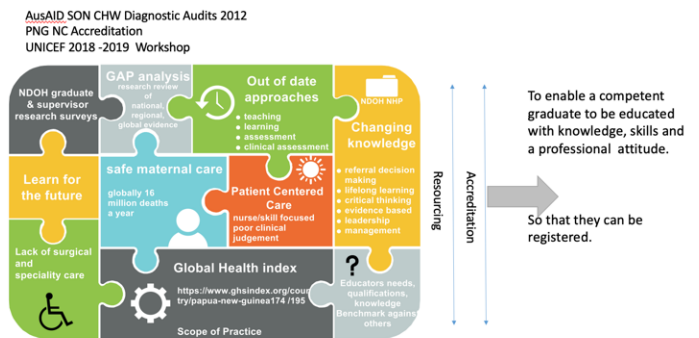 AusAID SON CHW Diagnostic Audits 2012
PNG NC Accreditation
UNICEF 2018 -2019 Workshop
NDOH graduate
& supervisor
research surveys
GAP analysis
research review
of
national,
regional,
global evidence
Out of date
approaches
• teaching
• learning
• assessment
• clinical assessment
NDOH NHP
Changing
knowledge
• referral decision
making
• lifelong learning
• critical thinking
• evidence based
• leadership
• management
Learn for
the future
safe maternal care
globally 16
million deaths
a year
Patient Centered
Care
nurse/skill focused
poor clinical
judgement
Lack of surgical
and
speciality care
Global Health index
https://www.ghsindex.org/coun
try/papua-new-guinea174 /195
Scope of Practice
?
Educators needs,
qualifications,
knowledge
Benchmark against
others
Resourcing
Accreditation
To enable a competent
graduate to be educated
with knowledge, skills and
a professional attitude.
So that they can be
registered.